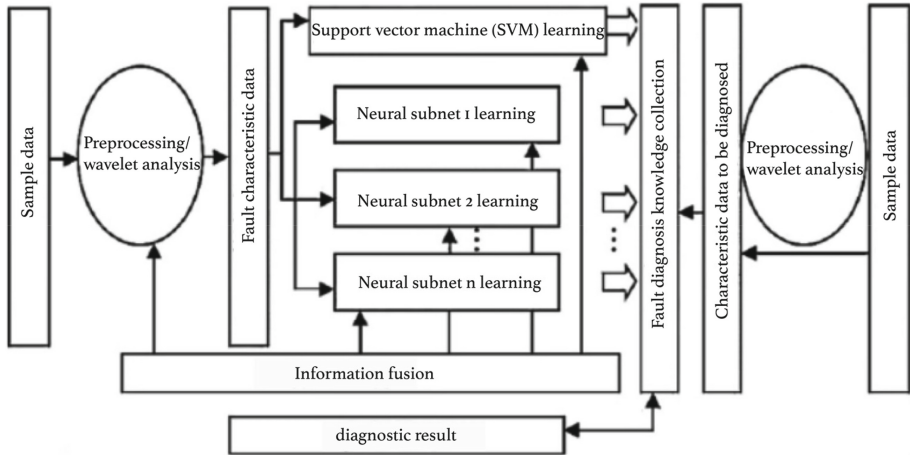 Sample data
Preprocessing/
wavelet analysis
Fault characteristic data
Support vector machine (SVM) learning
Neural subnet 1 learning
Neural subnet 2 learning
Neural subnet n learning
Information fusion
diagnostic result
Fault diagnosis knowledge collection
Characteristic data to be diagnosed
Preprocessing/
wavelet analysis
Sample data